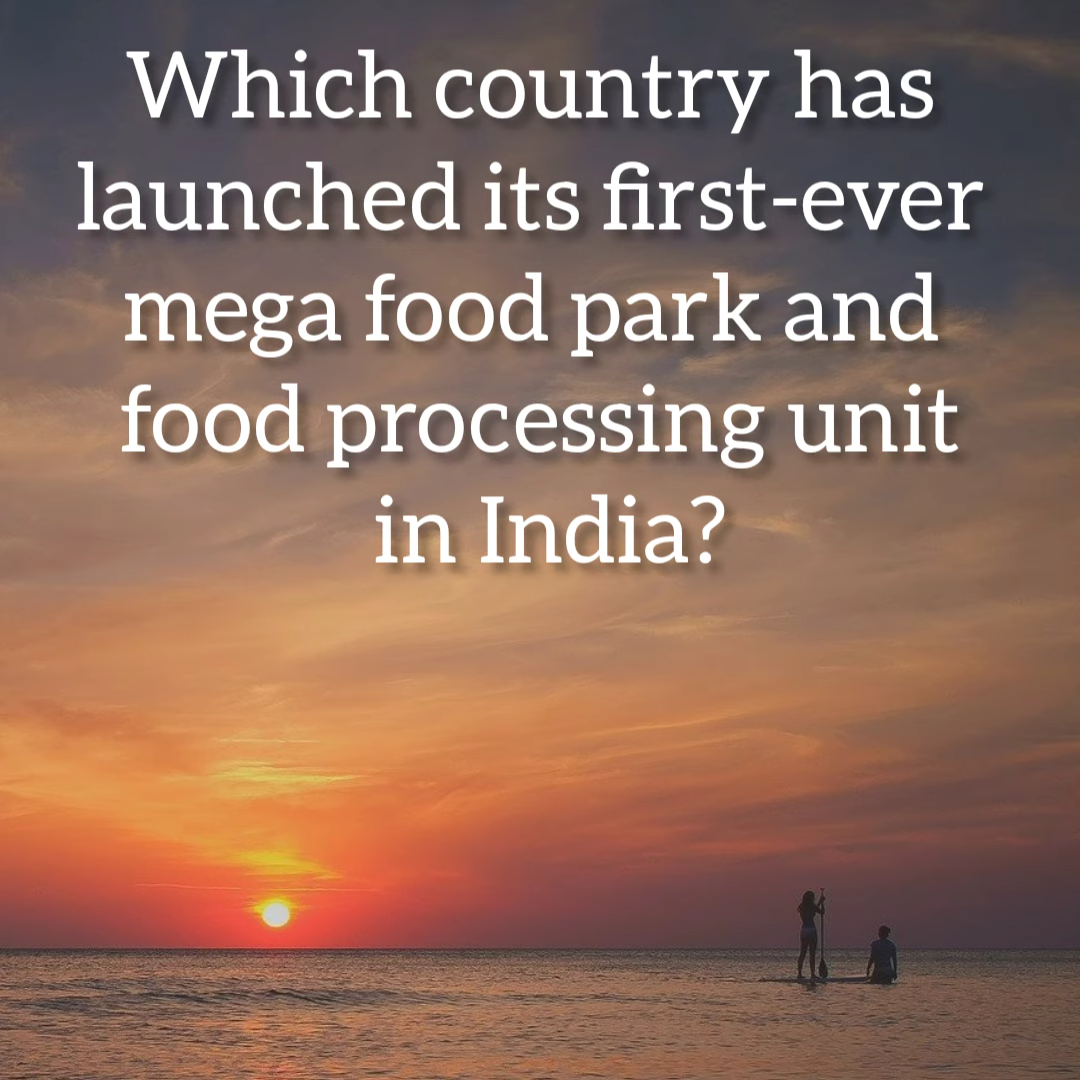 Which country has
launched its first-ever
mega food park and
food processing unit
in India?